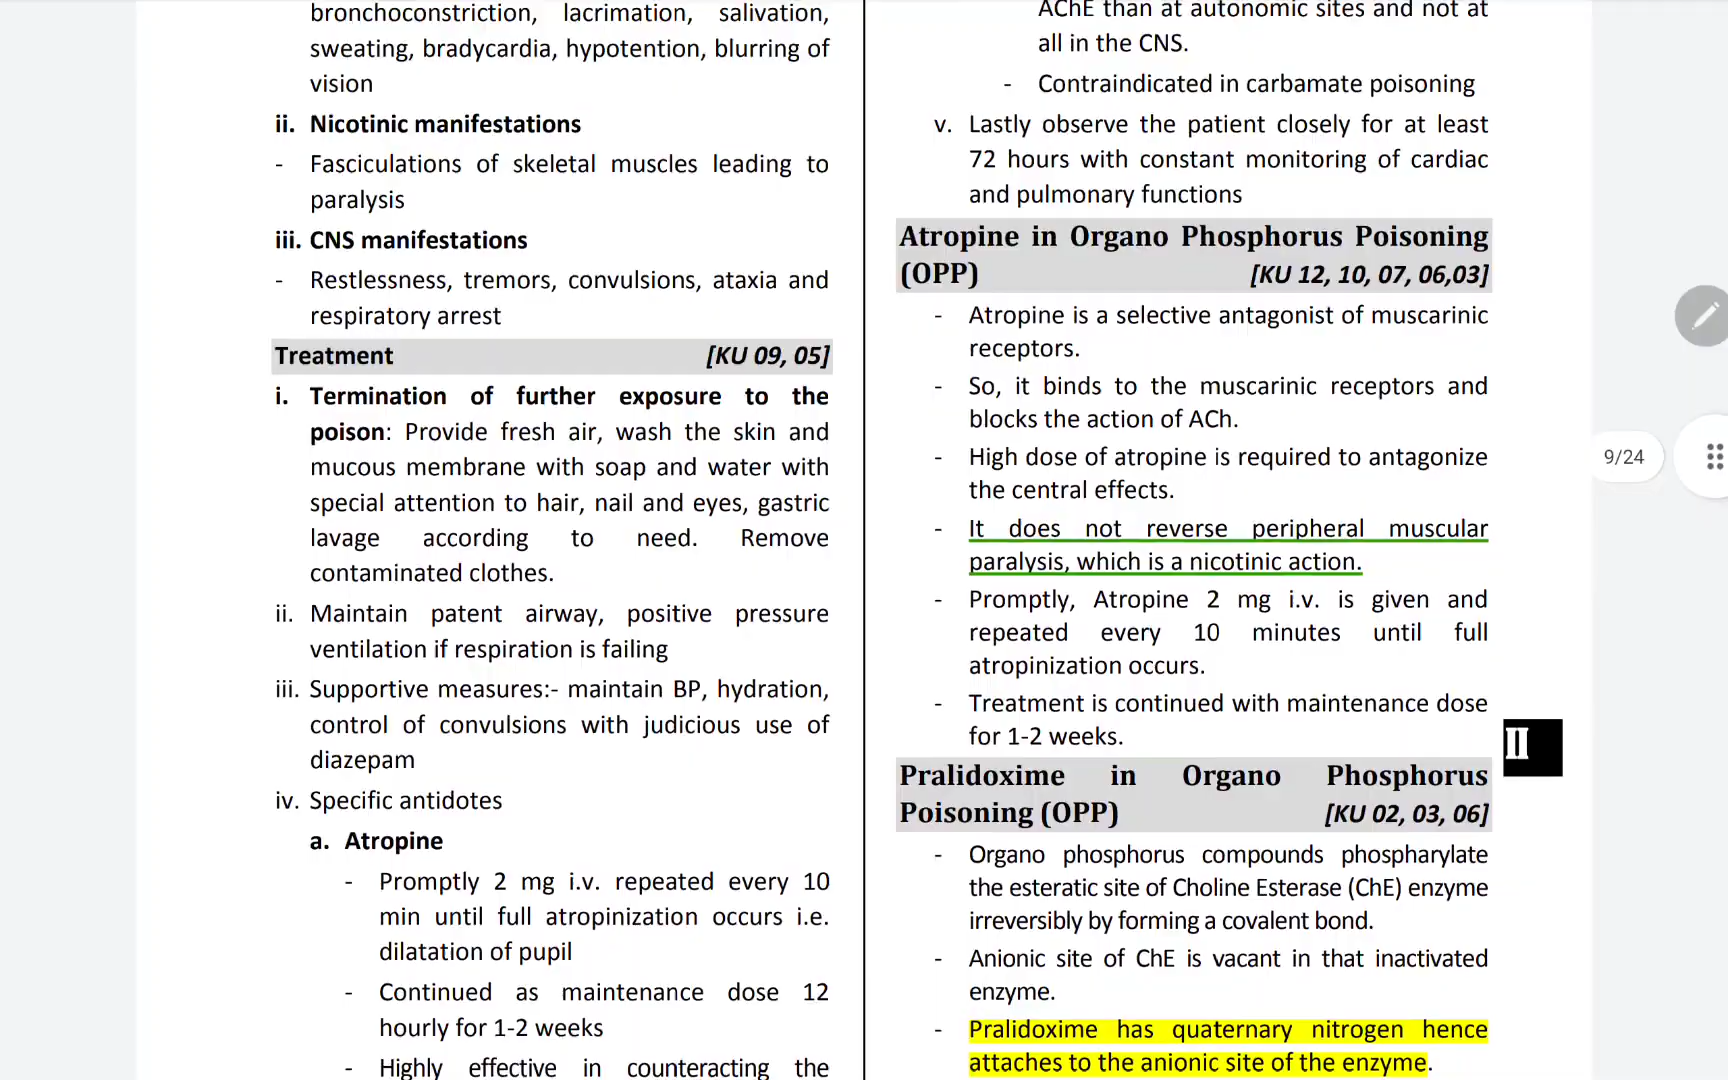 bronchoconstriction, lacrimation, salivation,
sweating, bradycardia, hypotention, blurring of
vision
ii. Nicotinic manifestations
- Fasciculations of skeletal muscles leading to
paralysis
iii. CNS manifestations
- Restlessness, tremors, convulsions, ataxia and
respiratory arrest
Treatment [KU 09, 05]
i. Termination of further exposure to the
poison: Provide fresh air, wash the skin and
mucous membrane with soap and water with
special attention to hair, nail and eyes, gastric
lavage according to need. Remove
contaminated clothes.
ii. Maintain patent airway, positive pressure
ventilation if respiration is failing
iii. Supportive measures:- maintain BP, hydration,
control of convulsions with judicious use of
diazepam
iv. Specific antidotes
a. Atropine
- Promptly 2 mg i.v. repeated every 10
min until full atropinization occurs i.e.
dilatation of pupil
- Continued as maintenance dose 12
hourly for 1-2 weeks
- Highly effective in counteracting the
AChE than at autonomic sites and not at
all in the CNS.
- Contraindicated in carbamate poisoning
v. Lastly observe the patient closely for at least
72 hours with constant monitoring of cardiac
and pulmonary functions
Atropine in Organo Phosphorus Poisoning
(OPP) [KU 12, 10, 07, 06,03]
- Atropine is a selective antagonist of muscarinic
receptors.
- So, it binds to the muscarinic receptors and
blocks the action of ACh.
- High dose of atropine is required to antagonize
the central effects.
- It does not reverse peripheral muscular
paralysis, which is a nicotinic action.
- Promptly, Atropine 2 mg i.v. is given and
repeated every 10 minutes until full
atropinization occurs.
- Treatment is continued with maintenance dose
for 1-2 weeks.
Pralidoxime in Organo Phosphorus
Poisoning (OPP) [KU 02, 03, 06]
- Organo phosphorus compounds phospharylate
the esteratic site of Choline Esterase (ChE) enzyme
irreversibly by forming a covalent bond.
- Anionic site of ChE is vacant in that inactivated
enzyme.
- Pralidoxime has quaternary nitrogen hence
attaches to the anionic site of the enzyme.
II
9/24